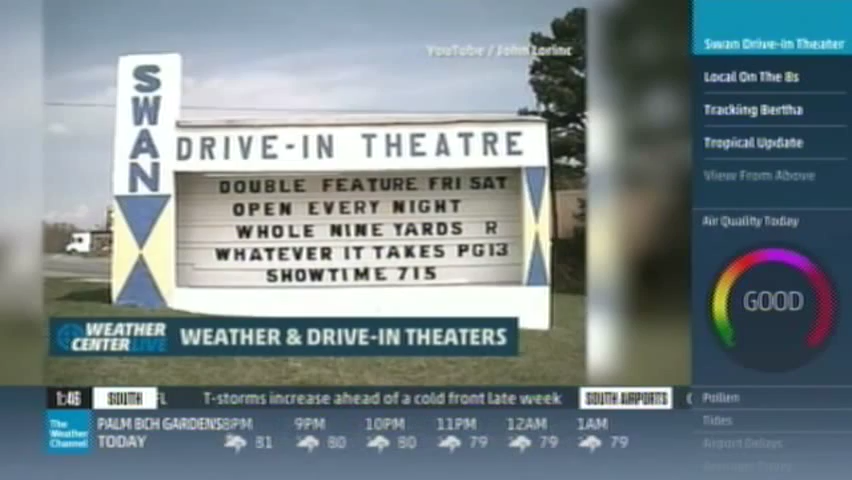 YouTube / John Lorinc
SWAN
DRIVE-IN THEATRE
DOUBLE FEATURE FRI SAT
OPEN EVERY NIGHT
WHOLE NINE YARDS R
WHATEVER IT TAKES PG13
SHOWTIME 715
WEATHER CENTER LIVE
WEATHER & DRIVE-IN THEATERS
Swan Drive-In Theater
Local On The 8s
Tracking Bertha
Tropical Update
View From Above
Air Quality Today
GOOD
Pollen
Tides
Airport Delays
1:46 SOUTH FL T-storms increase ahead of a cold front late week SOUTH AIRPORTS
The Weather Channel
PALM BCH GARDENS 8PM 9PM 10PM 11PM 12AM 1AM
TODAY 81 80 80 79 79 79